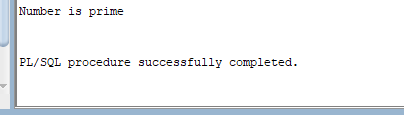 Number is prime
PL/SQL procedure successfully completed.